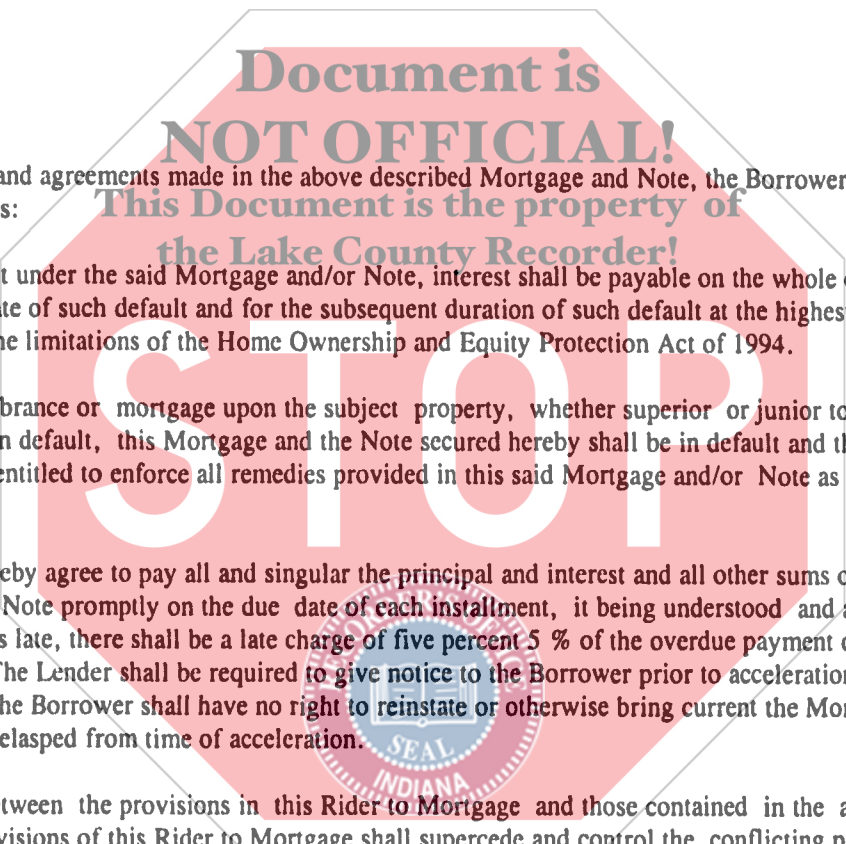 Document is
NOT OFFICIAL!
and agreements made in the above described Mortgage and Note, the Borrower
s:
This Document is the property of
the Lake County Recorder!
t under the said Mortgage and/or Note, interest shall be payable on the whole
te of such default and for the subsequent duration of such default at the highes
ne limitations of the Home Ownership and Equity Protection Act of 1994.
STOP
brance or mortgage upon the subject property, whether superior or junior to
n default, this Mortgage and the Note secured hereby shall be in default and th
entitled to enforce all remedies provided in this said Mortgage and/or Note as
eby agree to pay all and singular the principal and interest and all other sums
Note promptly on the due date of each installment, it being understood and a
s late, there shall be a late charge of five percent 5 % of the overdue payment
The Lender shall be required to give notice to the Borrower prior to acceleration
he Borrower shall have no right to reinstate or otherwise bring current the Mor
elasped from time of acceleration.
RECORDER'S OFFICE
SEAL
INDIANA
tween the provisions in this Rider to Mortgage and those contained in the a
visions of this Rider to Mortgage shall supercede and control the conflicting p